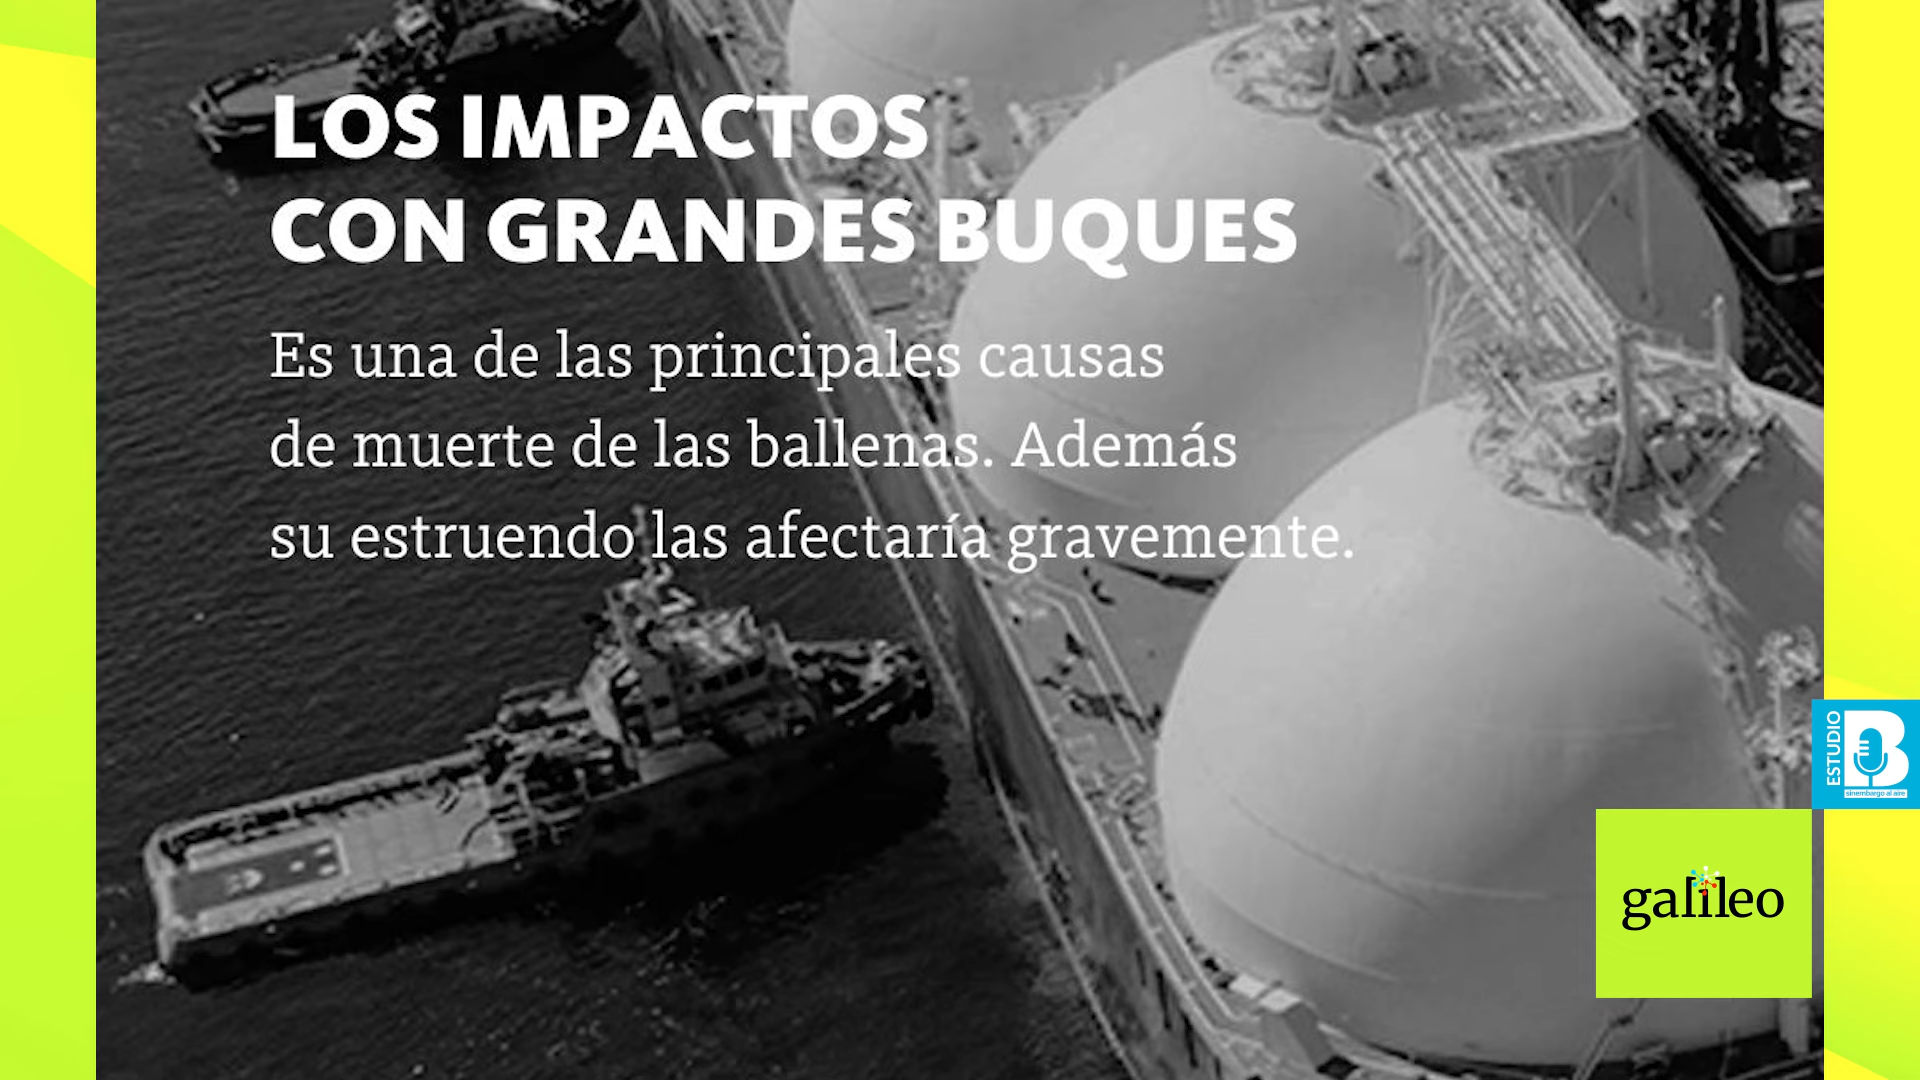 LOS IMPACTOS
CON GRANDES BUQUES
Es una de las principales causas
de muerte de las ballenas. Además
su estruendo las afectaría gravemente.
ESTUDIO
B
sinembargo al aire
galileo